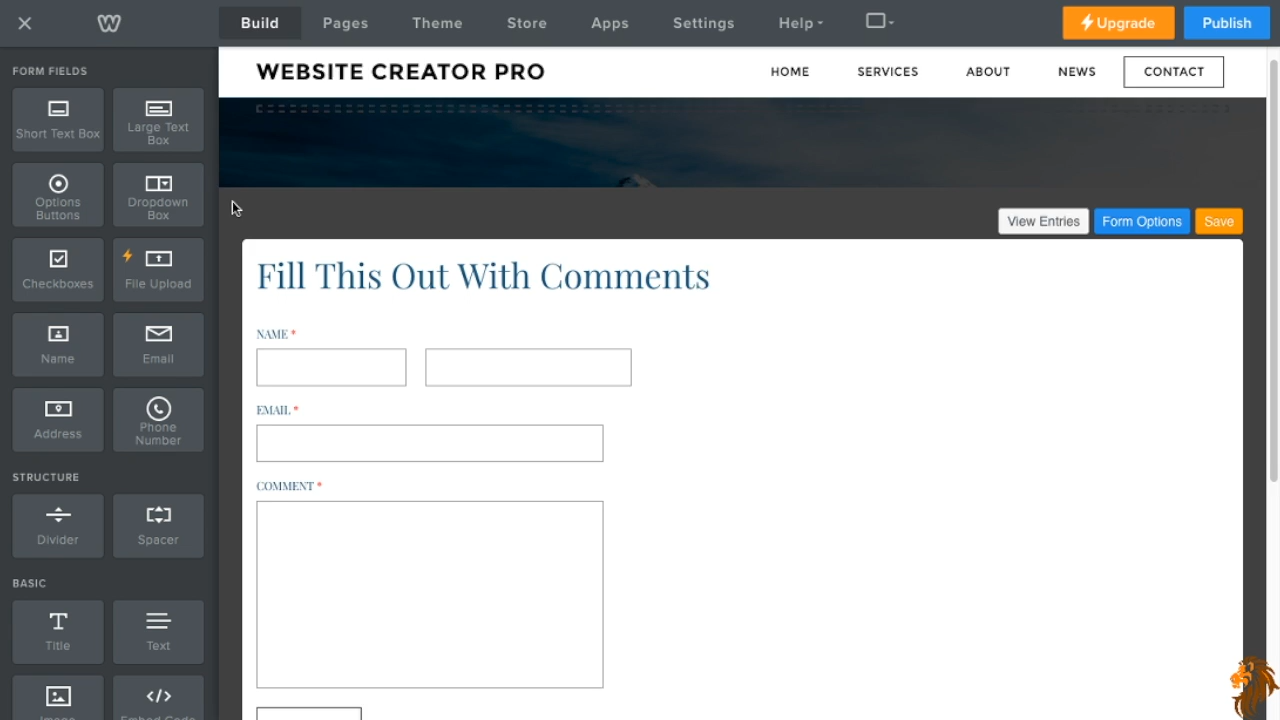 Build
Pages
Theme
Store
Apps
Settings
Help
Upgrade
Publish
FORM FIELDS
Short Text Box
Large Text
Box
Options
Buttons
Dropdown
Box
Checkboxes
File Upload
Name
Email
Address
Phone
Number
STRUCTURE
Divider
Spacer
BASIC
Title
Text
Image
Embed Code
WEBSITE CREATOR PRO
HOME
SERVICES
ABOUT
NEWS
CONTACT
View Entries
Form Options
Save
Fill This Out With Comments
NAME *
EMAIL *
COMMENT *